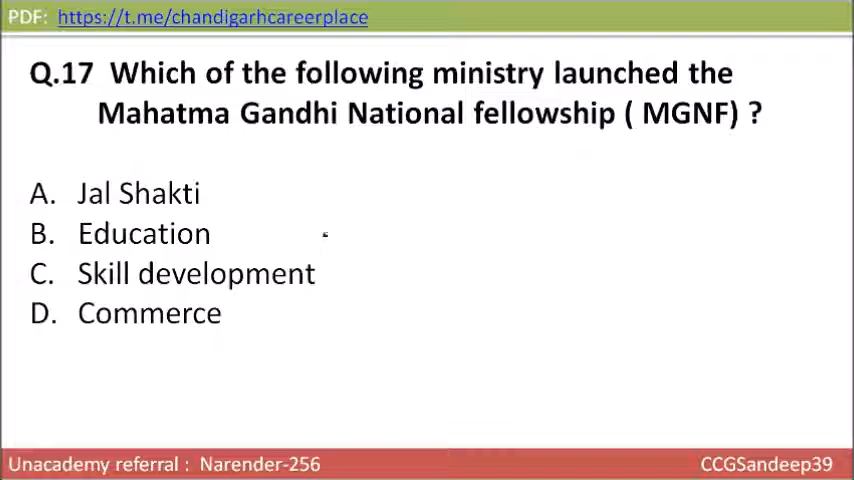 PDF: https://t.me/chandigarhcareerplace
Q.17 Which of the following ministry launched the
Mahatma Gandhi National fellowship ( MGNF) ?
A. Jal Shakti
B. Education
C. Skill development
D. Commerce
Unacademy referral : Narender-256 CCGSandeep39